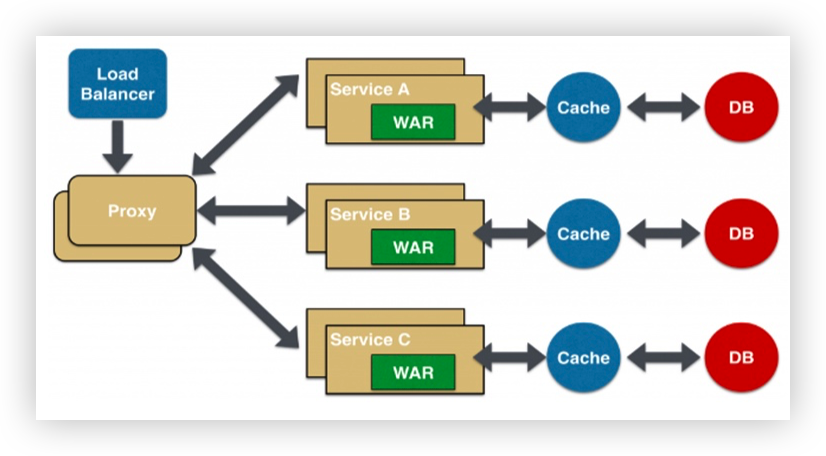 Load
Balancer
Proxy
Service A
WAR
Cache
DB
Service B
WAR
Cache
DB
Service C
WAR
Cache
DB